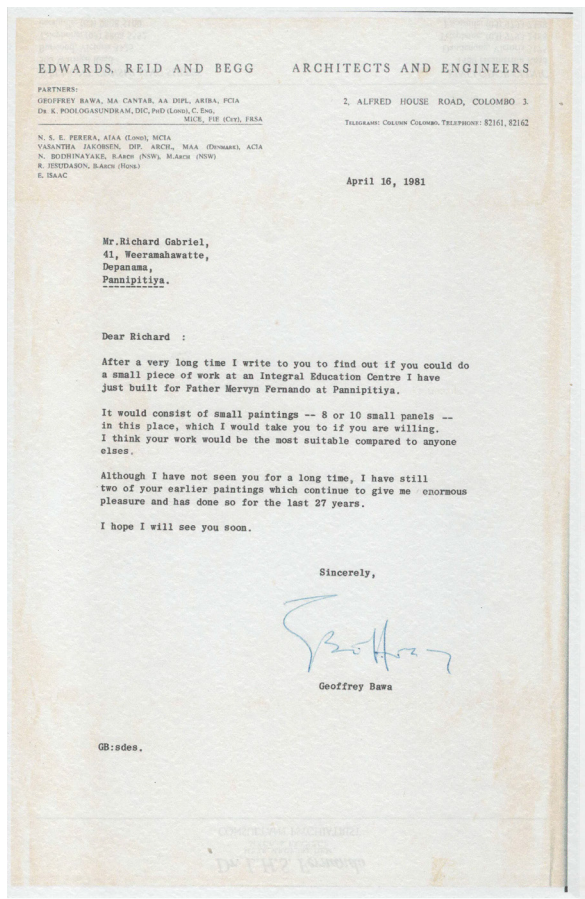 EDWARDS, REID AND BEGG
ARCHITECTS AND ENGINEERS
PARTNERS:
GEOFFREY BAWA, MA CANTAB, AA DIPL, ARIBA, FCIA
DR K. POOLOGASUNDRAM, DIC, PHD (LOND), C. ENG,
MICE, FIE (CEY), FRSA
2, ALFRED HOUSE ROAD, COLOMBO 3.
TELEGRAMS: COLUMN COLOMBO. TELEPHONE: 82161, 82162
N. S. E. PERERA, AIAA (LOND), MCIA
VASANTHA JAKOBSEN, DIP. ARCH., MAA (DENMARK), ACIA
N. BODHINAYAKE, B.ARCH (NSW), M.ARCH (NSW)
R. JESUDASON, B.ARCH (HONS.)
E. ISAAC
April 16, 1981
Mr.Richard Gabriel,
41, Weeramahawatte,
Depanama,
Pannipitiya.
Dear Richard :
After a very long time I write to you to find out if you could do
a small piece of work at an Integral Education Centre I have
just built for Father Mervyn Fernando at Pannipitiya.
It would consist of small paintings -- 8 or 10 small panels --
in this place, which I would take you to if you are willing.
I think your work would be the most suitable compared to anyone
elses.
Although I have not seen you for a long time, I have still
two of your earlier paintings which continue to give me enormous
pleasure and has done so for the last 27 years.
I hope I will see you soon.
Sincerely,
Geoffrey
Geoffrey Bawa
GB:sdes.